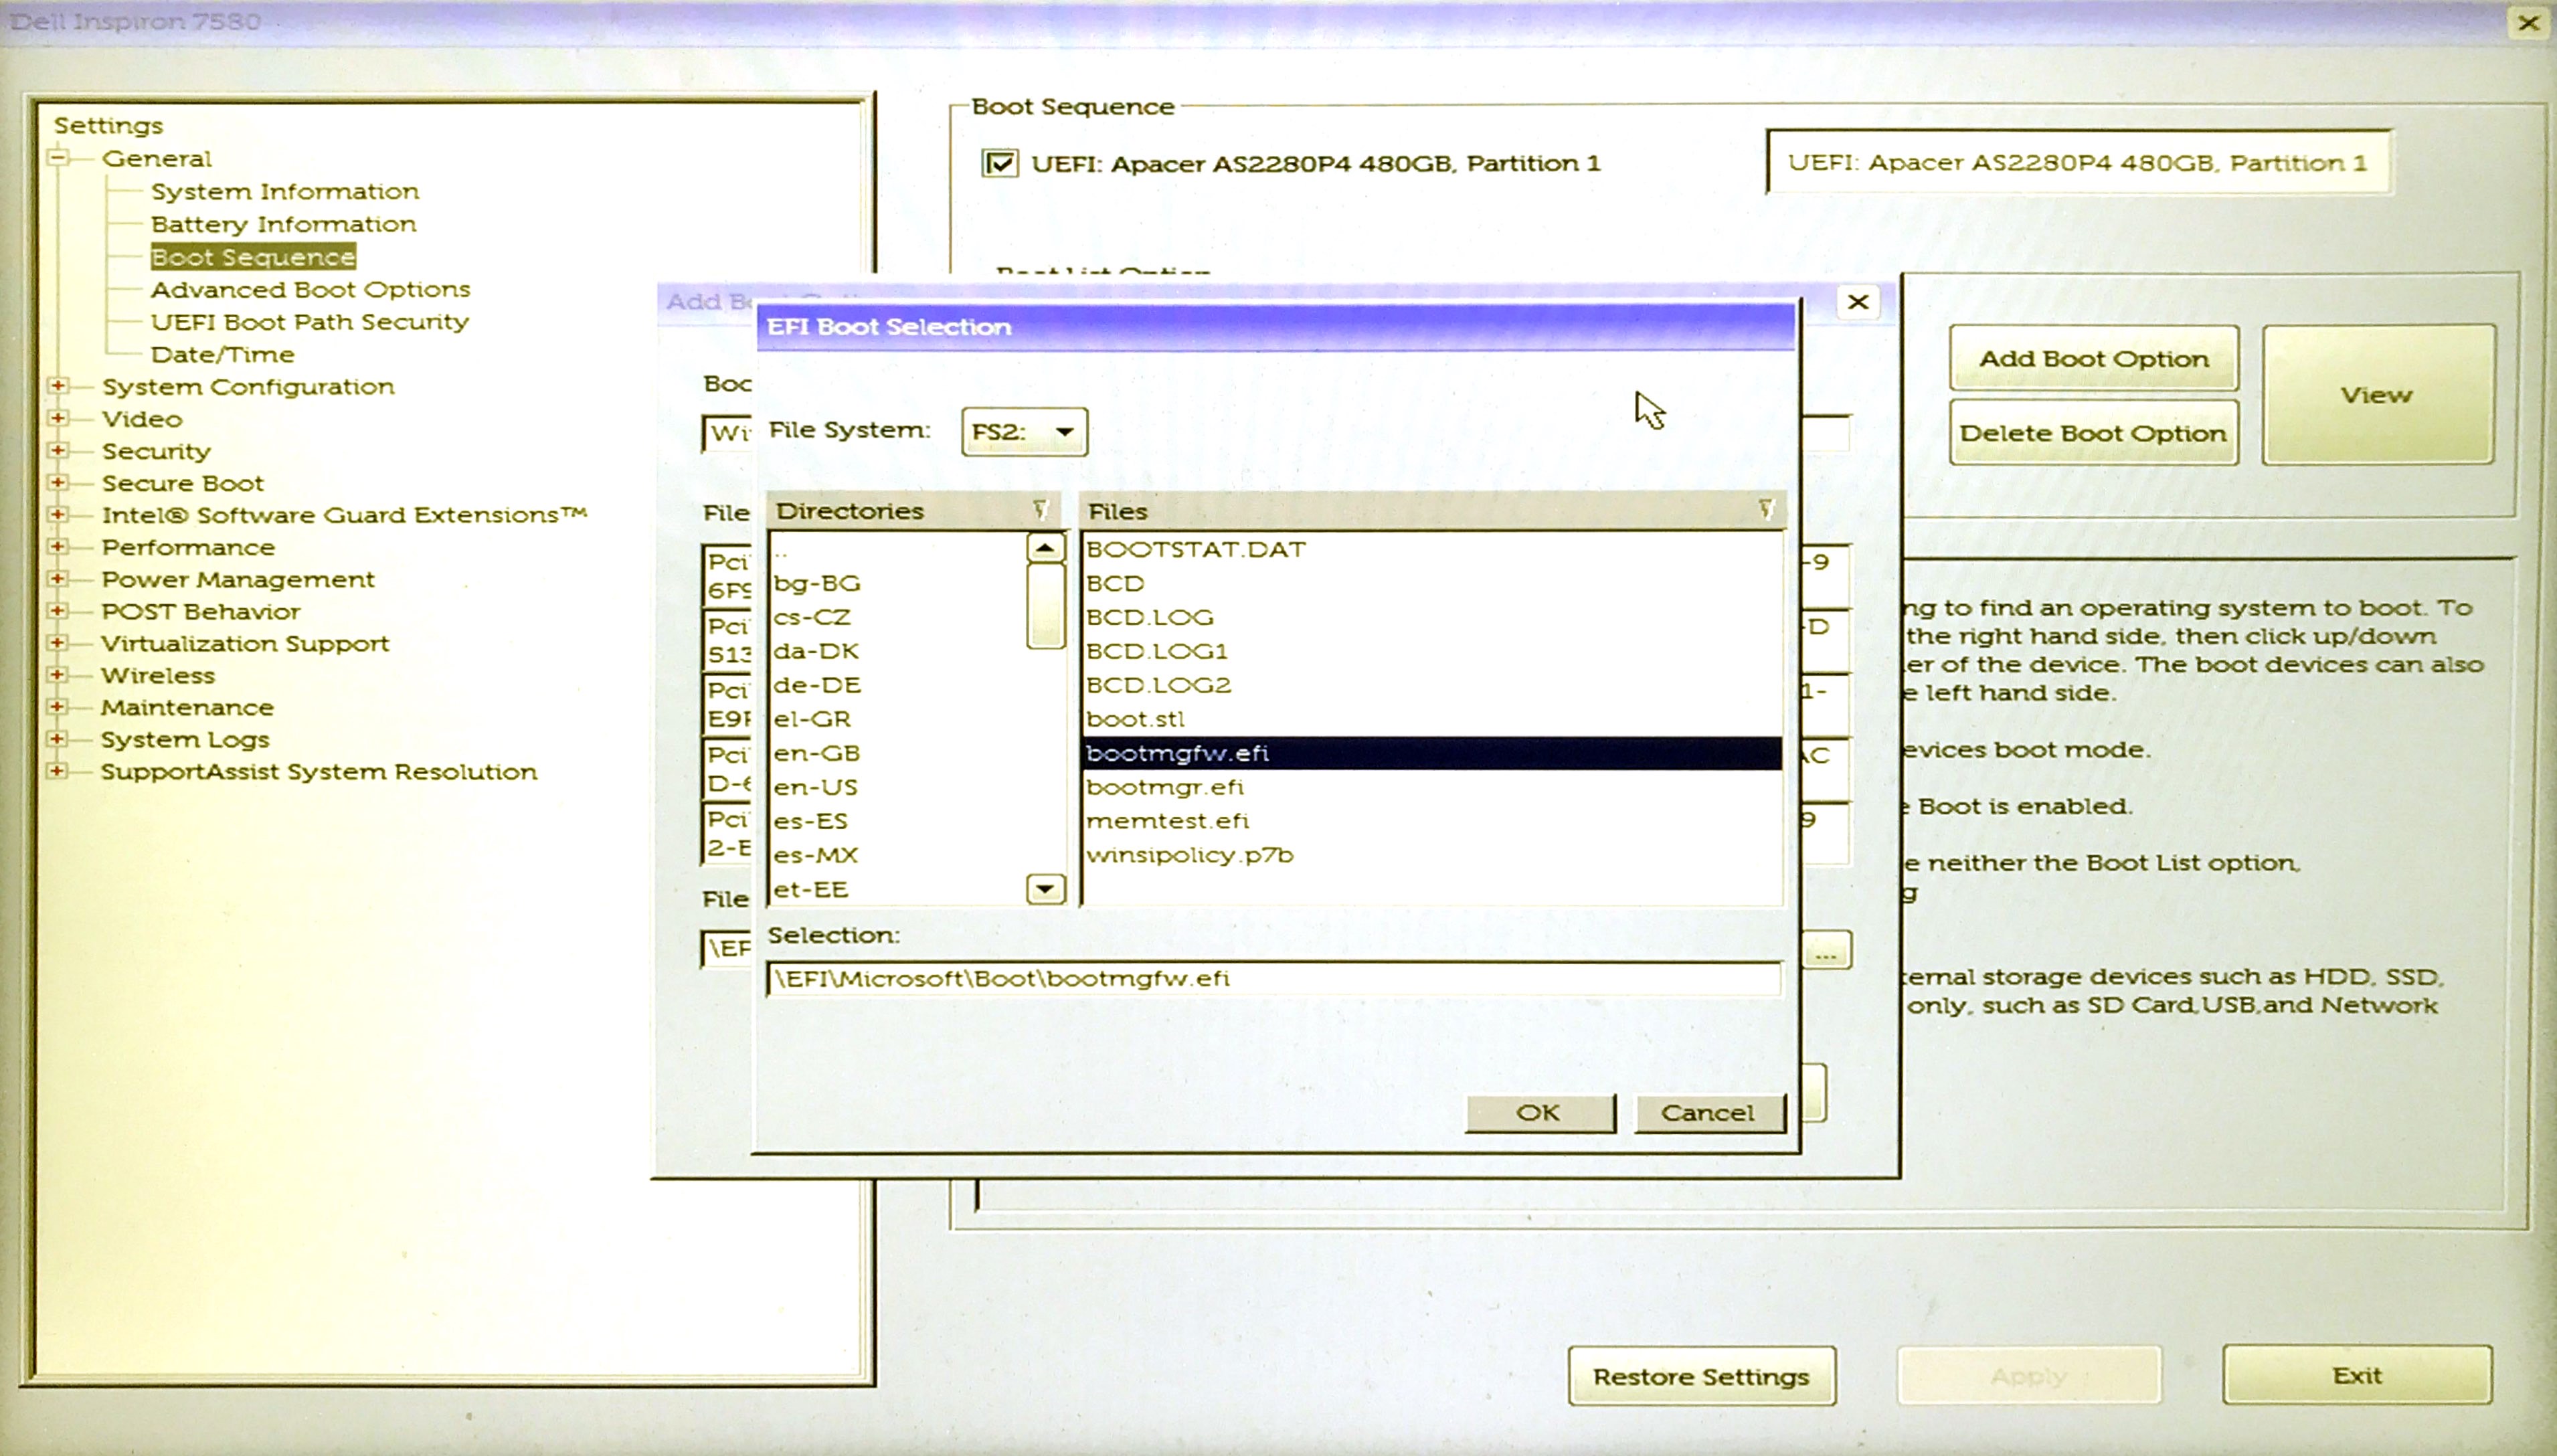 Dell Inspiron 7580
Settings
General
System Information
Battery Information
Boot Sequence
Advanced Boot Options
UEFI Boot Path Security
Date/Time
System Configuration
Video
Security
Secure Boot
Intel® Software Guard Extensions™
Performance
Power Management
POST Behavior
Virtualization Support
Wireless
Maintenance
System Logs
SupportAssist System Resolution
Boot Sequence
UEFI: Apacer AS2280P4 480GB, Partition 1
UEFI: Apacer AS2280P4 480GB, Partition 1
Boot List Option
Add Boot Option
Delete Boot Option
View
Add B
Boo
Wi
File
Pci
6F9
Pci
513
Pci
E9F
Pci
D-6
Pci
2-E
File
\EF
EFI Boot Selection
File System: FS2:
Directories
..
bg-BG
cs-CZ
da-DK
de-DE
el-GR
en-GB
en-US
es-ES
es-MX
et-EE
Files
BOOTSTAT.DAT
BCD
BCD.LOG
BCD.LOG1
BCD.LOG2
boot.stl
bootmgfw.efi
bootmgr.efi
memtest.efi
winsipolicy.p7b
Selection:
\EFI\Microsoft\Boot\bootmgfw.efi
OK
Cancel
-9
D
1-
AC
9
...
ng to find an operating system to boot. To
the right hand side, then click up/down
er of the device. The boot devices can also
e left hand side.
evices boot mode.
e Boot is enabled.
e neither the Boot List option,
g
ternal storage devices such as HDD, SSD,
only, such as SD Card,USB,and Network
Restore Settings
Apply
Exit